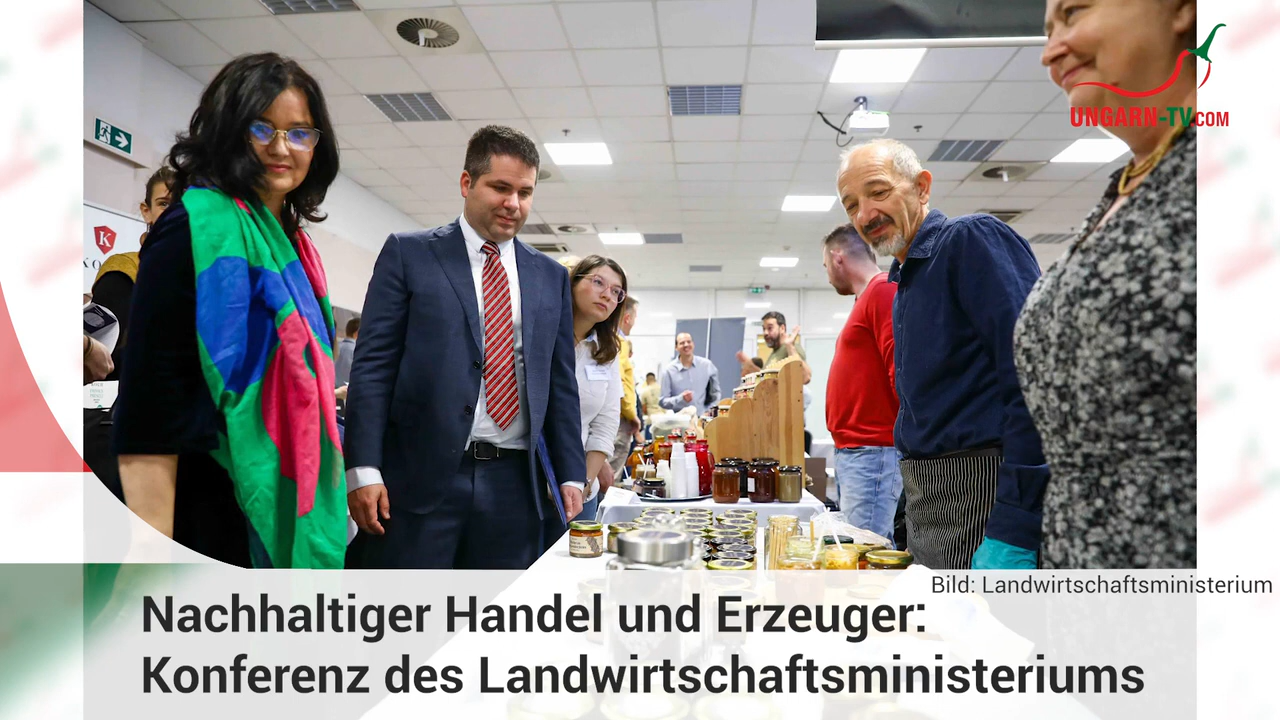 UNGARN-TV.COM
K
Bild: Landwirtschaftsministerium
Nachhaltiger Handel und Erzeuger:
Konferenz des Landwirtschaftsministeriums